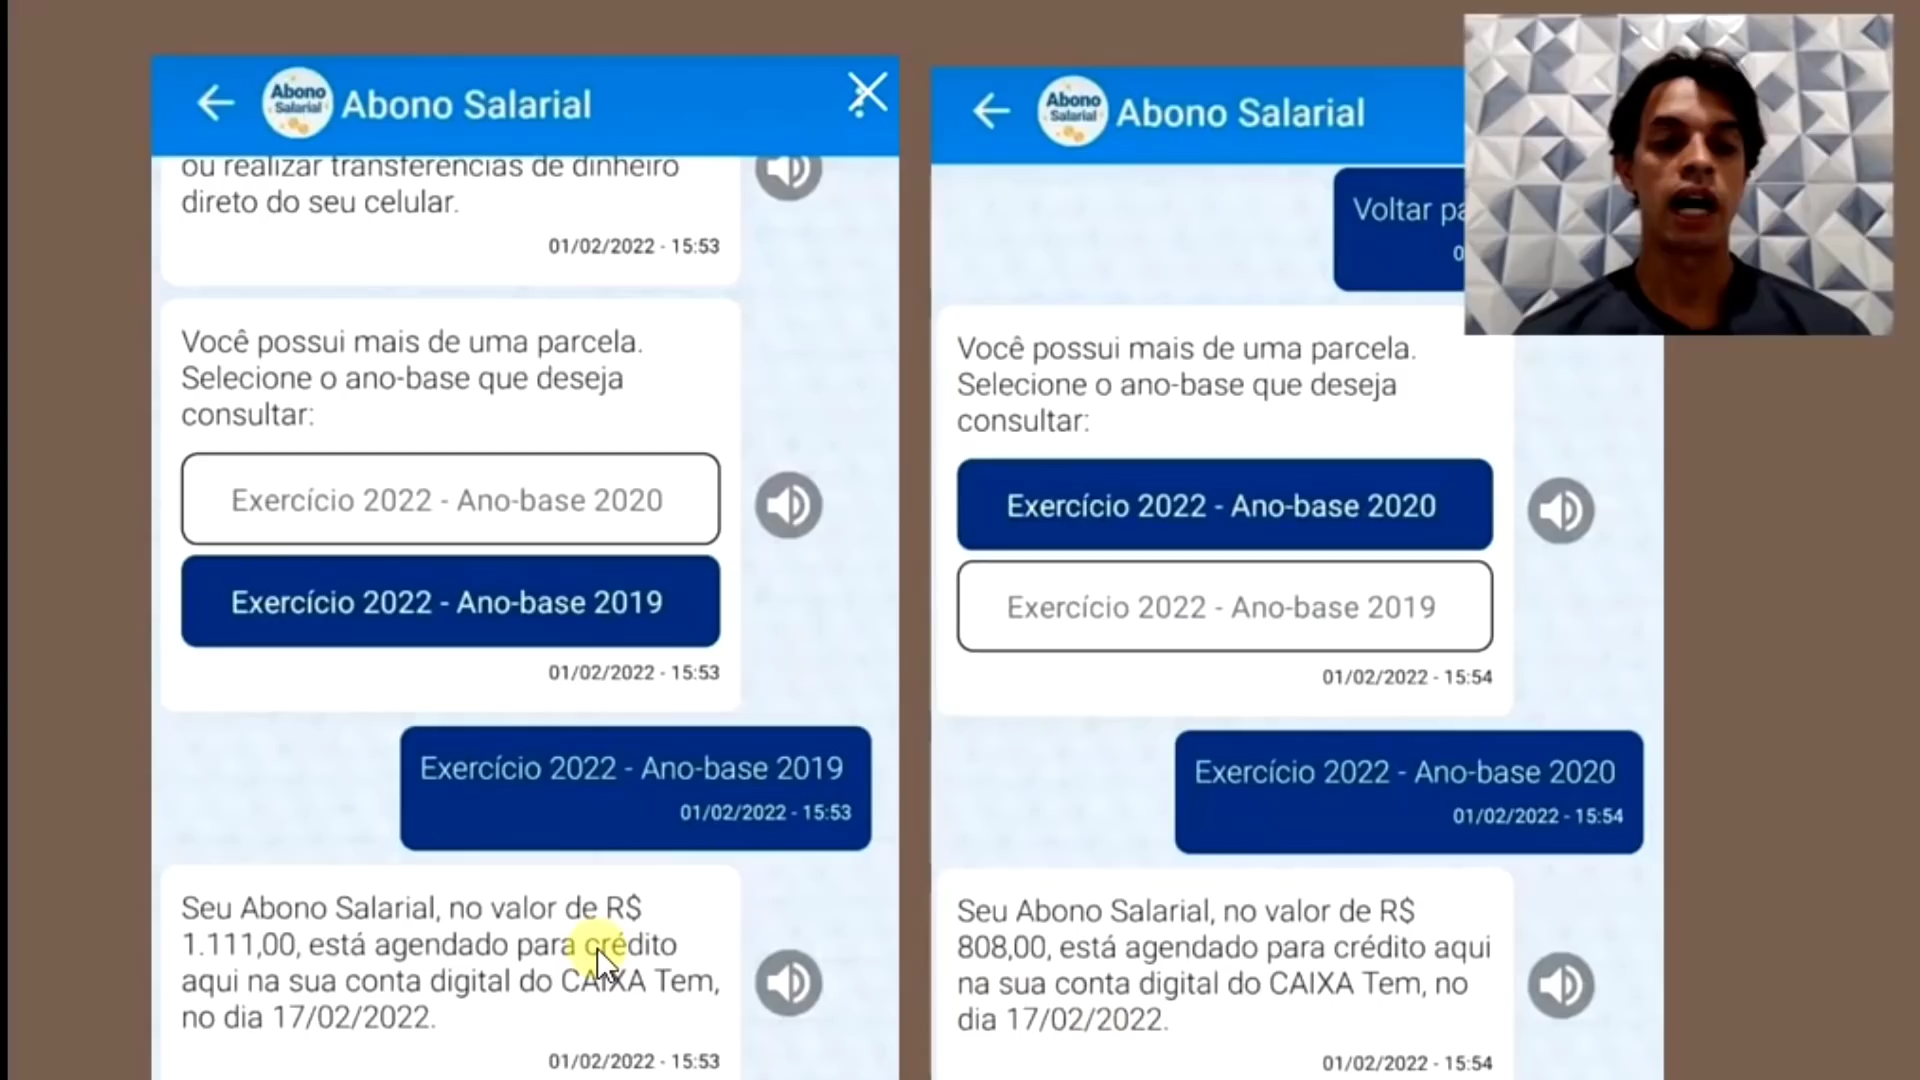 Abono
Salarial
Abono Salarial
ou realizar transferências de dinheiro
direto do seu celular.
01/02/2022 - 15:53
Você possui mais de uma parcela.
Selecione o ano-base que deseja
consultar:
Exercício 2022 - Ano-base 2020
Exercício 2022 - Ano-base 2019
01/02/2022 - 15:53
Exercício 2022 - Ano-base 2019
01/02/2022 - 15:53
Seu Abono Salarial, no valor de R$
1.111,00, está agendado para crédito
aqui na sua conta digital do CAIXA Tem,
no dia 17/02/2022.
01/02/2022 - 15:53
Abono
Salarial
Abono Salarial
Voltar pa
0
Você possui mais de uma parcela.
Selecione o ano-base que deseja
consultar:
Exercício 2022 - Ano-base 2020
Exercício 2022 - Ano-base 2019
01/02/2022 - 15:54
Exercício 2022 - Ano-base 2020
01/02/2022 - 15:54
Seu Abono Salarial, no valor de R$
808,00, está agendado para crédito aqui
na sua conta digital do CAIXA Tem, no
dia 17/02/2022.
01/02/2022 - 15:54